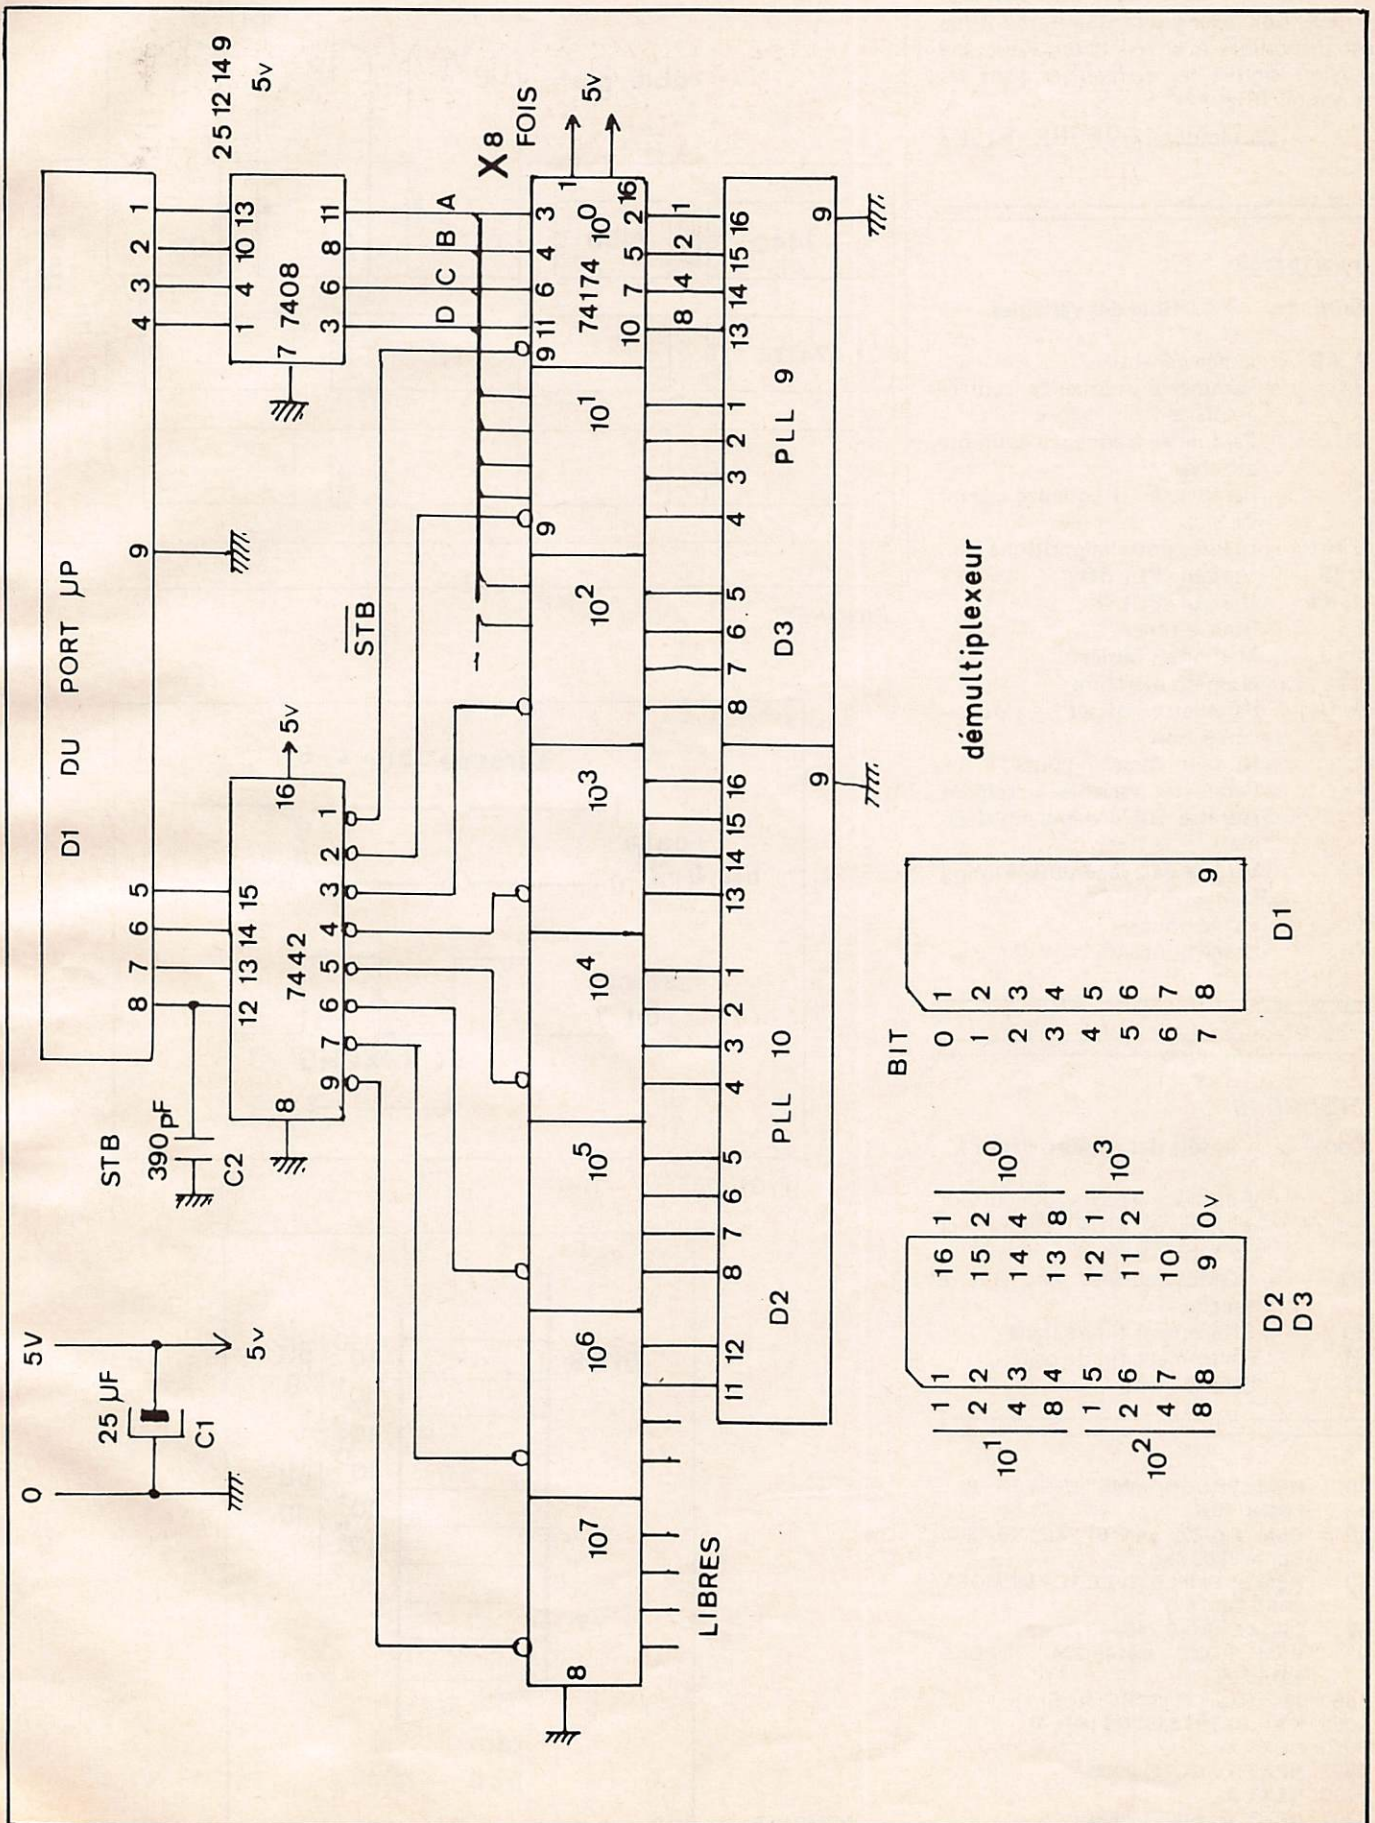 0 5V
25 µF
C1
5v
STB
390pF
C2
D1 DU PORT µP
8 7 6 5 9 4 3 2 1
12 13 14 15
8 7442 16 5v
9 7 6 5 4 3 2 1
1 4 10 13
7 7408
3 6 8 11
2 5 12 14 9
5v
STB
D C B A
X8
FOIS
9 11 6 4 3 1
5v
74174
10 7 5 2 16
8 10⁷ 10⁶ 10⁵ 10⁴ 10³ 10² 9 10¹ 10⁰
8 4 2 1
LIBRES
11 12 8 7 6 5 4 3 2 1 13 14 15 16
D2 PLL 10 9
8 7 6 5 4 3 2 1 13 14 15 16
D3 PLL 9 9
démultiplexeur
10¹
1 1 16 1
2 2 15 2
4 3 14 4
8 4 13 8
10⁰
10²
1 5 12 1
2 6 11 2
4 7 10
8 8 9 0v
10³
D2
D3
BIT
0 1
1 2
2 3
3 4
4 5
5 6
6 7
7 8 9
D1